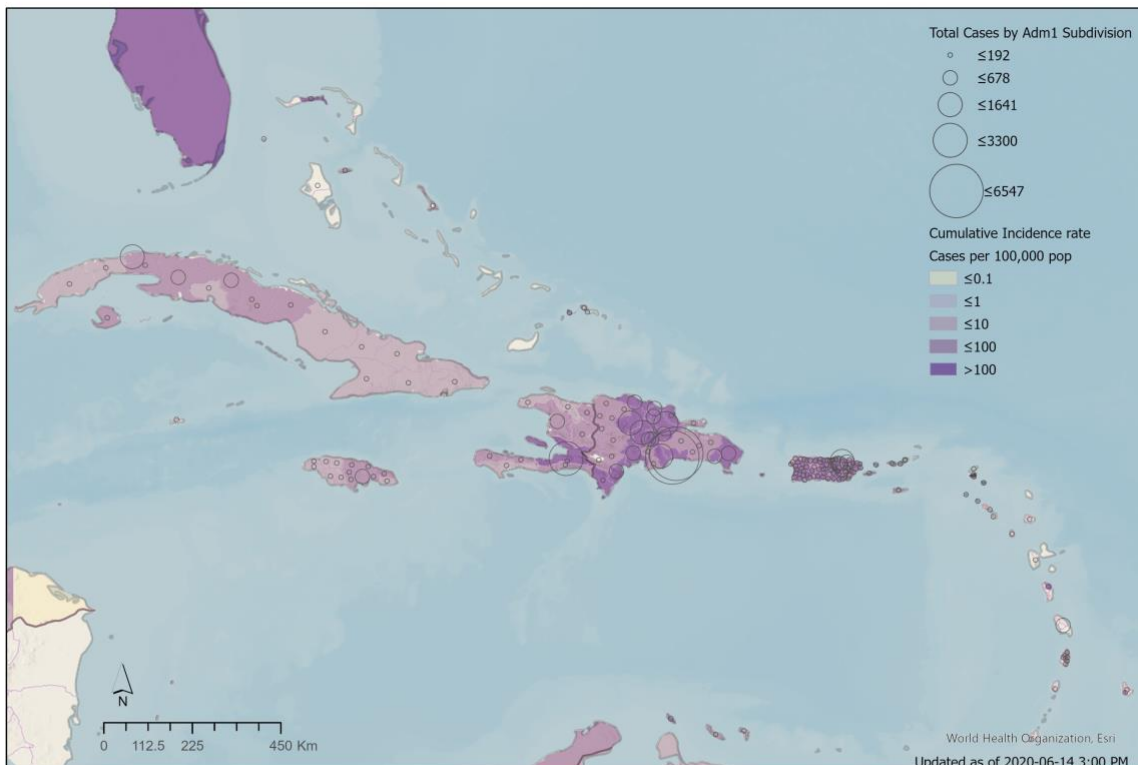 Total Cases by Adm1 Subdivision
≤192
≤678
≤1641
≤3300
≤6547
Cumulative Incidence rate
Cases per 100,000 pop
≤0.1
≤1
≤10
≤100
>100
N
0 112.5 225 450 Km
World Health Organization, Esri
Updated as of 2020-06-14 3:00 PM